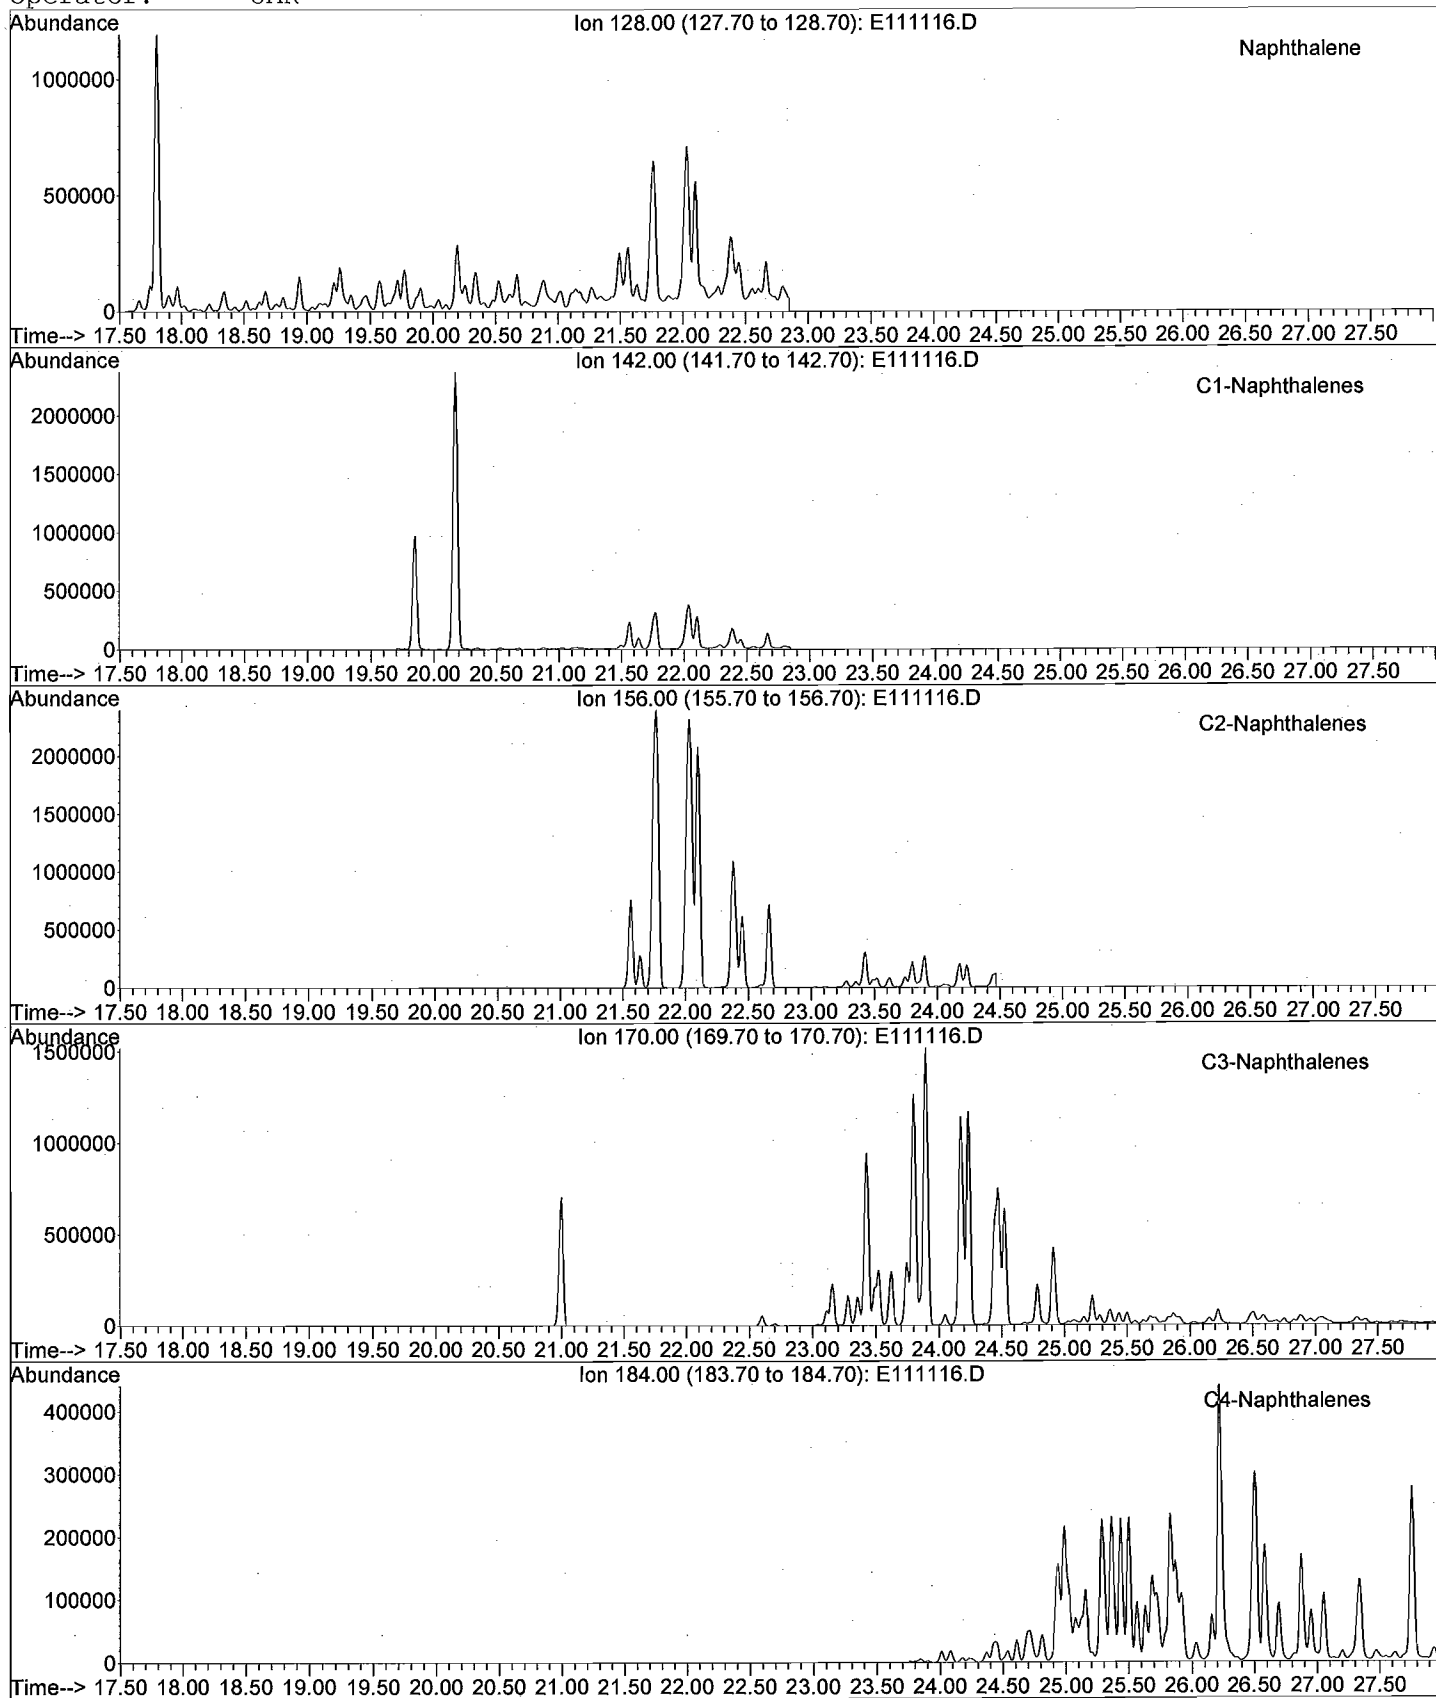 Abundance Ion 128.00 (127.70 to 128.70): E111116.D
Naphthalene
1000000
500000
0
Time--> 17.50 18.00 18.50 19.00 19.50 20.00 20.50 21.00 21.50 22.00 22.50 23.00 23.50 24.00 24.50 25.00 25.50 26.00 26.50 27.00 27.50
Abundance Ion 142.00 (141.70 to 142.70): E111116.D
C1-Naphthalenes
2000000
1500000
1000000
500000
0
Time--> 17.50 18.00 18.50 19.00 19.50 20.00 20.50 21.00 21.50 22.00 22.50 23.00 23.50 24.00 24.50 25.00 25.50 26.00 26.50 27.00 27.50
Abundance Ion 156.00 (155.70 to 156.70): E111116.D
C2-Naphthalenes
2000000
1500000
1000000
500000
0
Time--> 17.50 18.00 18.50 19.00 19.50 20.00 20.50 21.00 21.50 22.00 22.50 23.00 23.50 24.00 24.50 25.00 25.50 26.00 26.50 27.00 27.50
Abundance Ion 170.00 (169.70 to 170.70): E111116.D
1500000
C3-Naphthalenes
1000000
500000
0
Time--> 17.50 18.00 18.50 19.00 19.50 20.00 20.50 21.00 21.50 22.00 22.50 23.00 23.50 24.00 24.50 25.00 25.50 26.00 26.50 27.00 27.50
Abundance Ion 184.00 (183.70 to 184.70): E111116.D
C4-Naphthalenes
400000
300000
200000
100000
0
Time--> 17.50 18.00 18.50 19.00 19.50 20.00 20.50 21.00 21.50 22.00 22.50 23.00 23.50 24.00 24.50 25.00 25.50 26.00 26.50 27.00 27.50